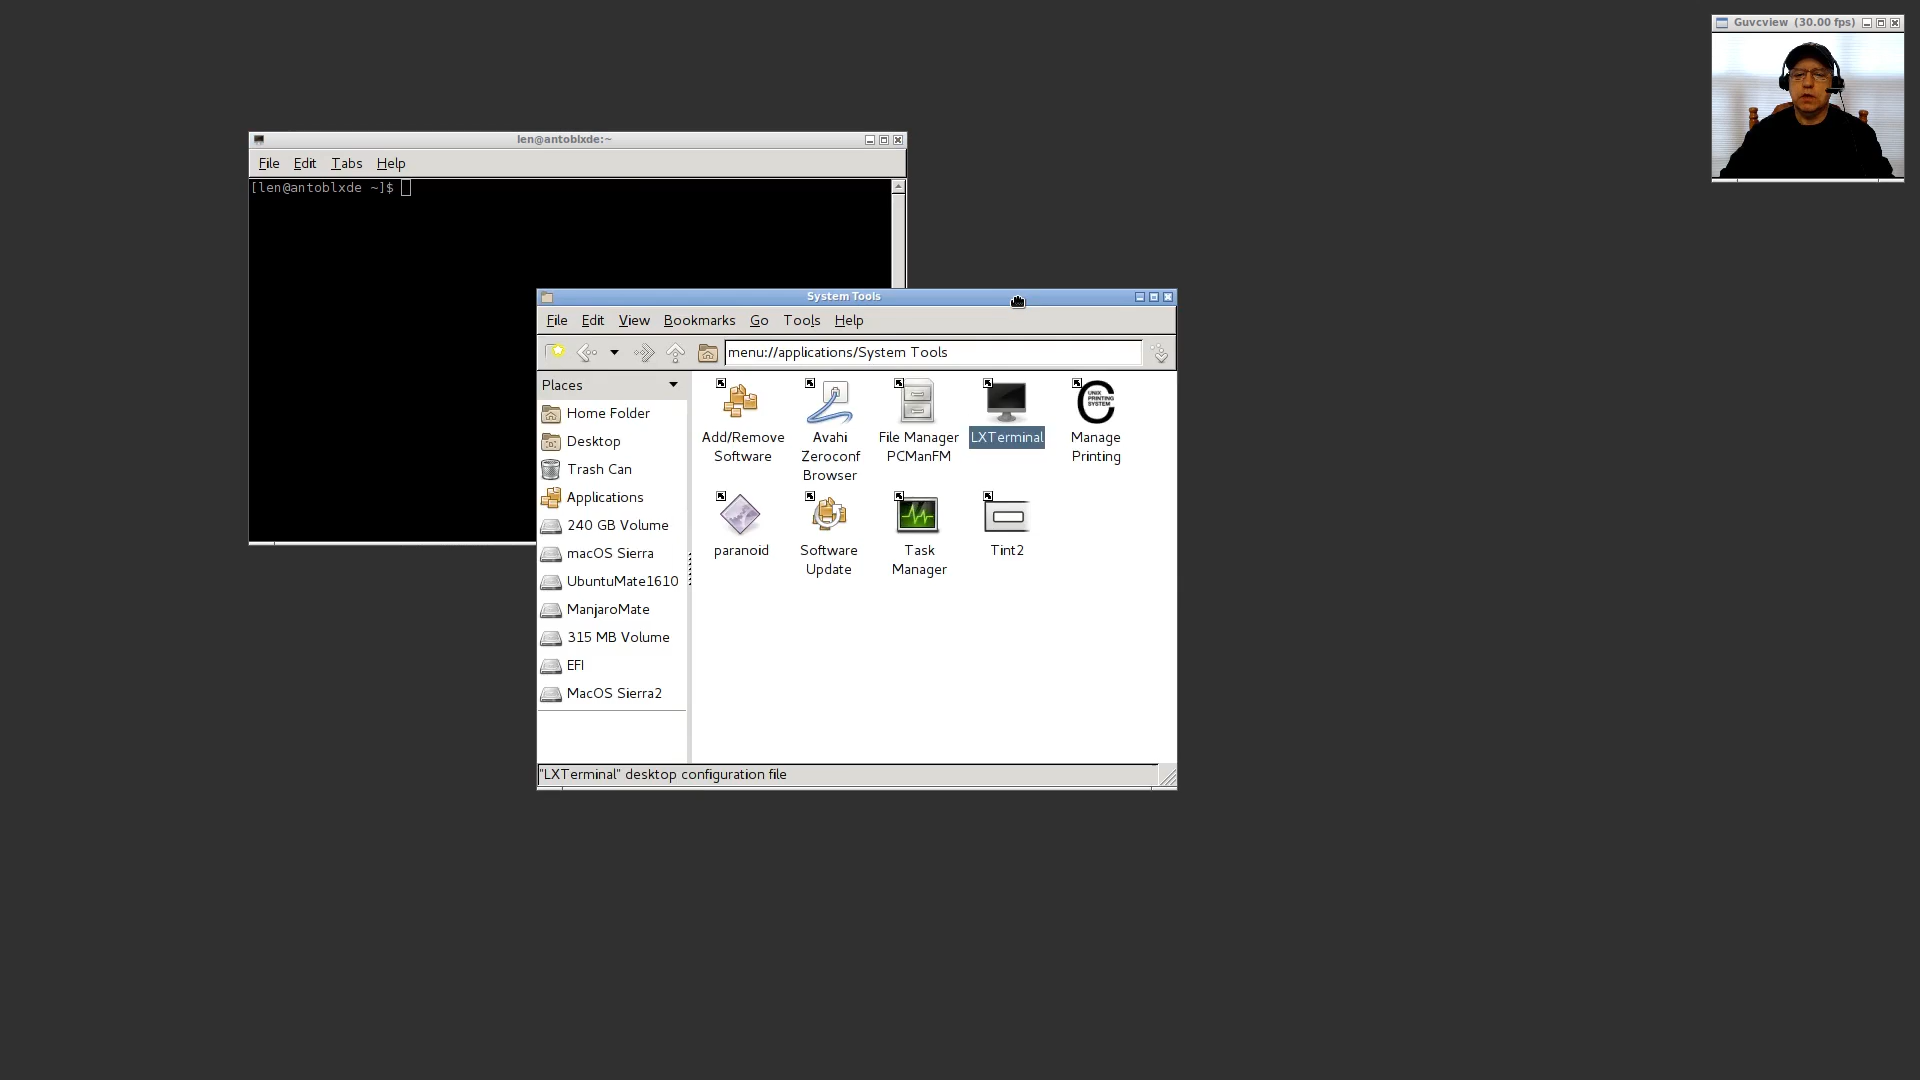 Guvcview (30.00 fps)
len@antoblxde:~
File Edit Tabs Help
[len@antoblxde ~]$
System Tools
File Edit View Bookmarks Go Tools Help
menu://applications/System Tools
Places
Home Folder
Desktop
Trash Can
Applications
240 GB Volume
macOS Sierra
UbuntuMate1610
ManjaroMate
315 MB Volume
EFI
MacOS Sierra2
Add/Remove
Software
Avahi
Zeroconf
Browser
File Manager
PCManFM
LXTerminal
UNIX
PRINTING
SYSTEM
Manage
Printing
paranoid
Software
Update
Task
Manager
Tint2
"LXTerminal" desktop configuration file